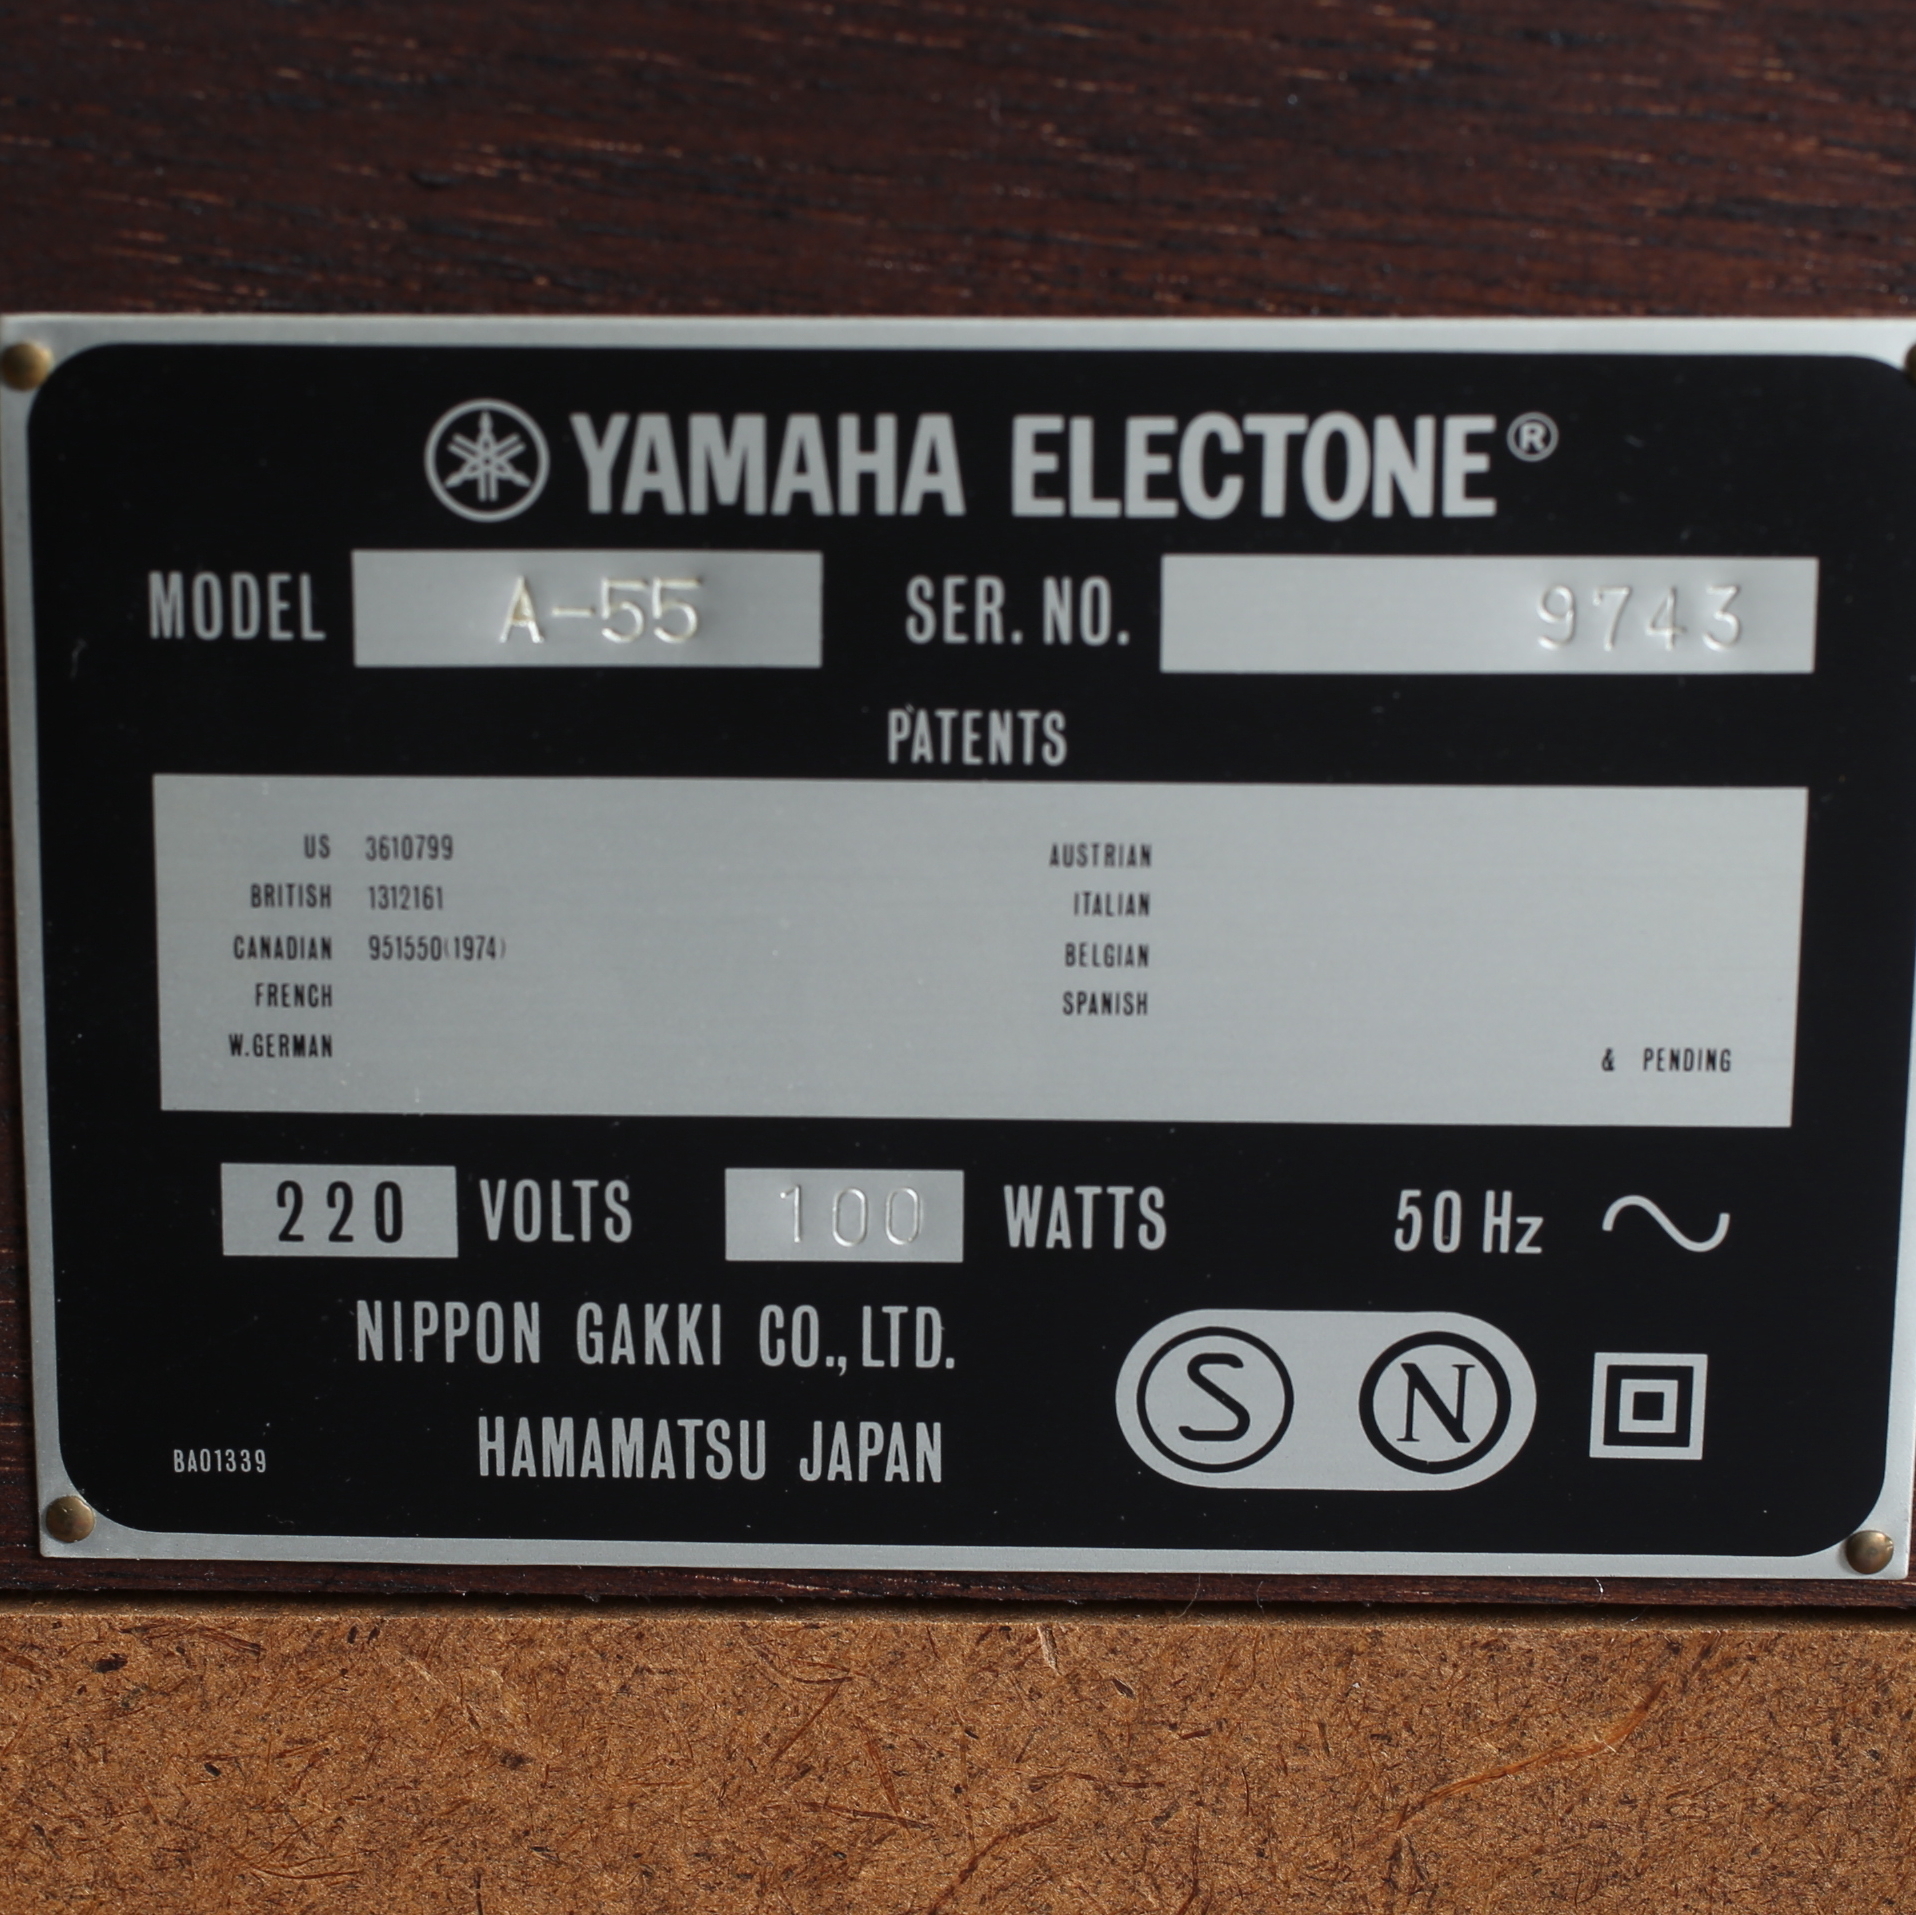 YAMAHA ELECTONE®
MODEL A-55 SER. NO. 9743
PATENTS
US 3610799 AUSTRIAN
BRITISH 1312161 ITALIAN
CANADIAN 951550(1974) BELGIAN
FRENCH SPANISH
W.GERMAN & PENDING
220 VOLTS 100 WATTS 50 Hz ~
NIPPON GAKKI CO., LTD.
S N
HAMAMATSU JAPAN
BA01339